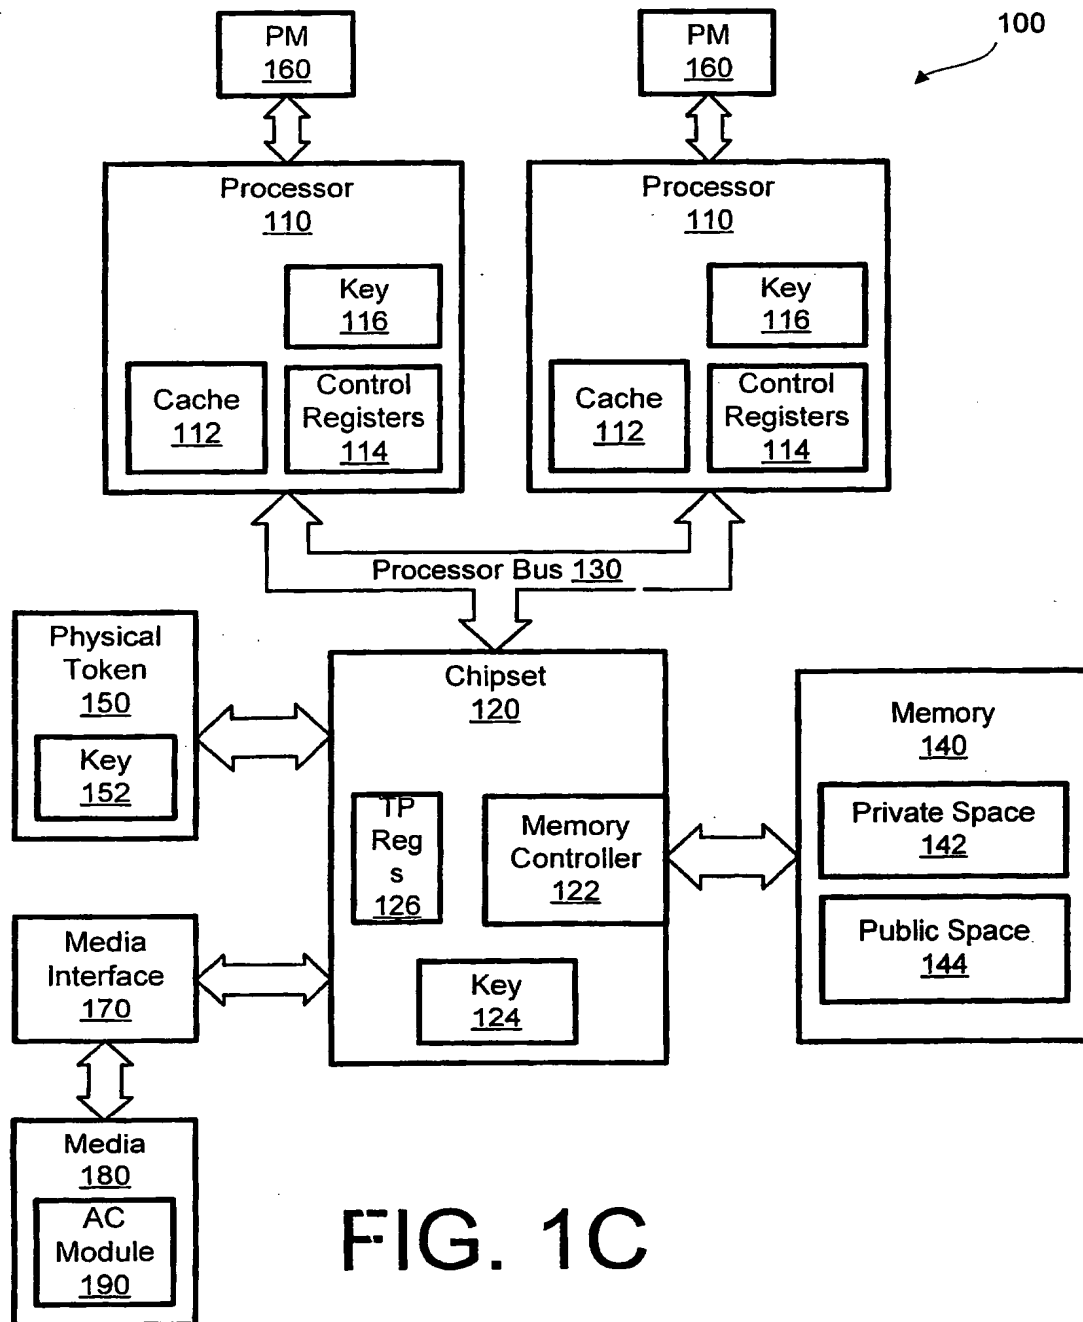 PM
160
PM
160
100
Processor
110
Key
116
Cache
112
Control
Registers
114
Processor
110
Key
116
Cache
112
Control
Registers
114
Processor Bus 130
Physical
Token
150
Key
152
Chipset
120
TP
Reg
s
126
Memory
Controller
122
Key
124
Memory
140
Private Space
142
Public Space
144
Media
Interface
170
Media
180
AC
Module
190
FIG. 1C